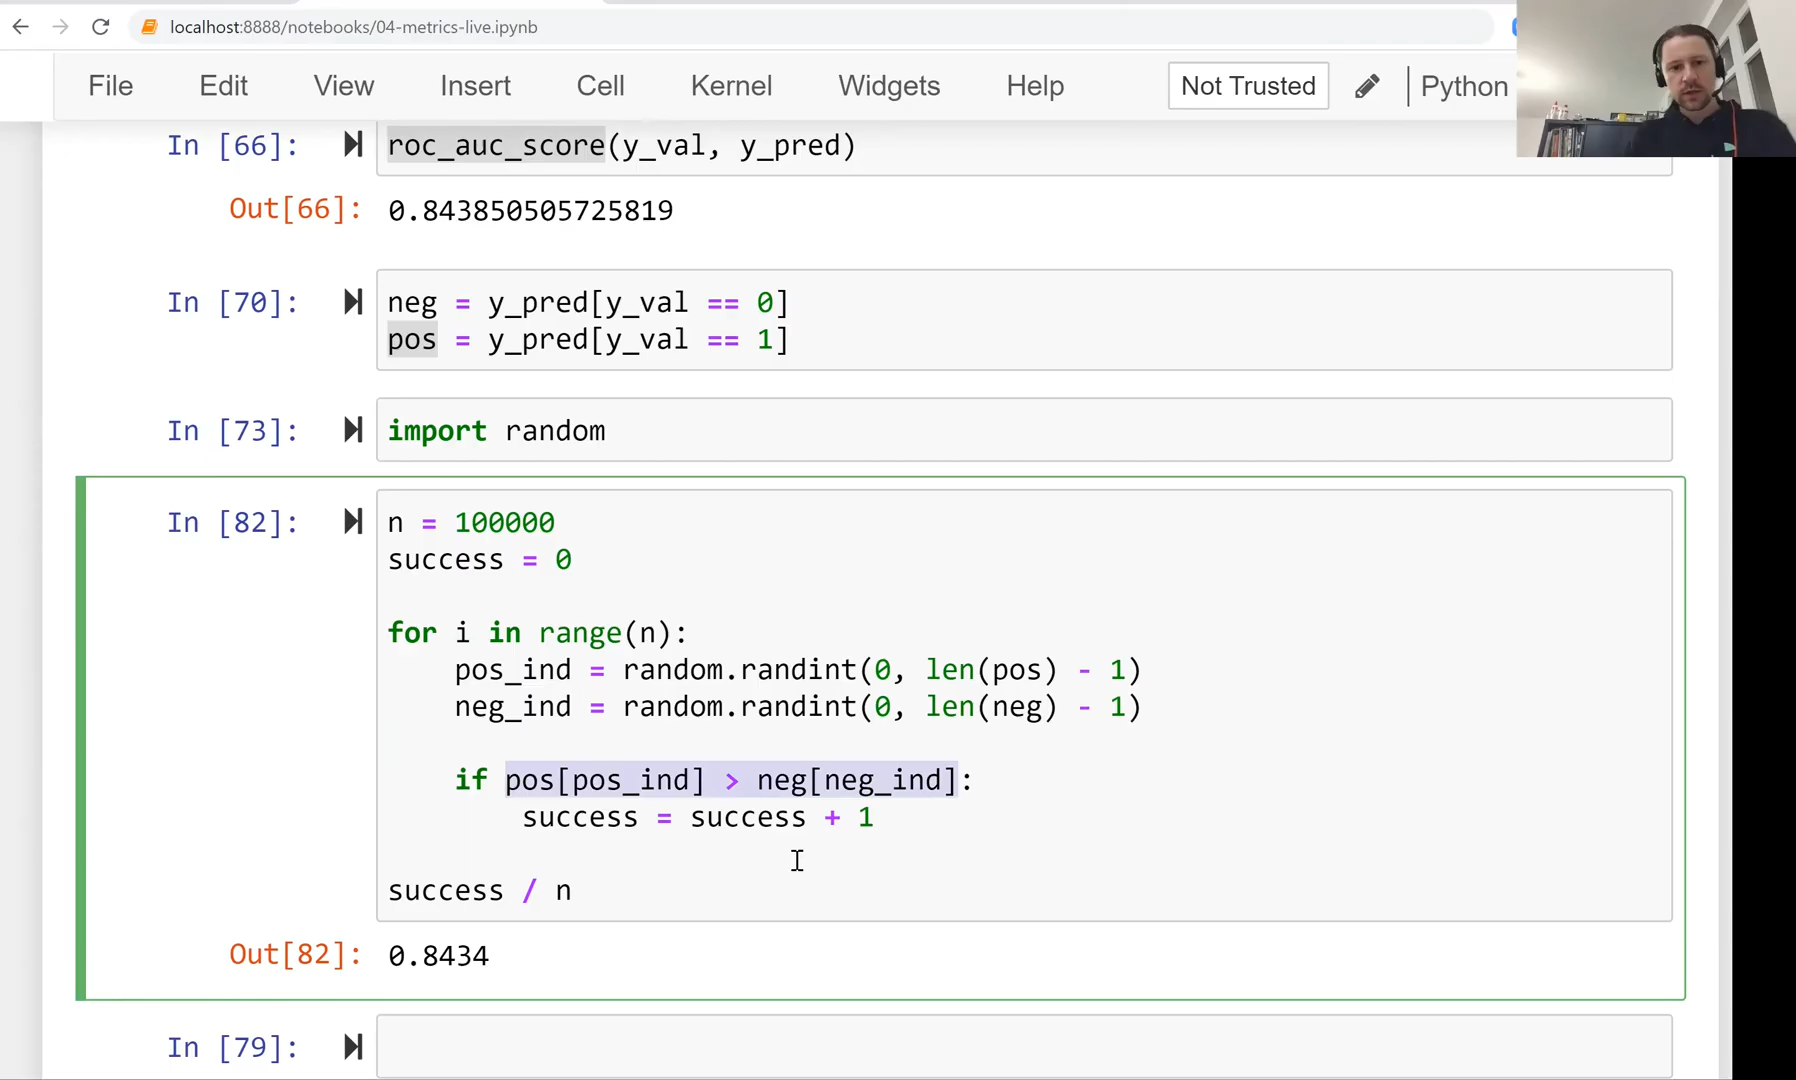 localhost:8888/notebooks/04-metrics-live.ipynb
File Edit View Insert Cell Kernel Widgets Help Not Trusted Python
In [66]: roc_auc_score(y_val, y_pred)
Out[66]: 0.843850505725819
In [70]: neg = y_pred[y_val == 0]
pos = y_pred[y_val == 1]
In [73]: import random
In [82]: n = 100000
success = 0
for i in range(n):
pos_ind = random.randint(0, len(pos) - 1)
neg_ind = random.randint(0, len(neg) - 1)
if pos[pos_ind] > neg[neg_ind]:
success = success + 1
success / n
Out[82]: 0.8434
In [79]: